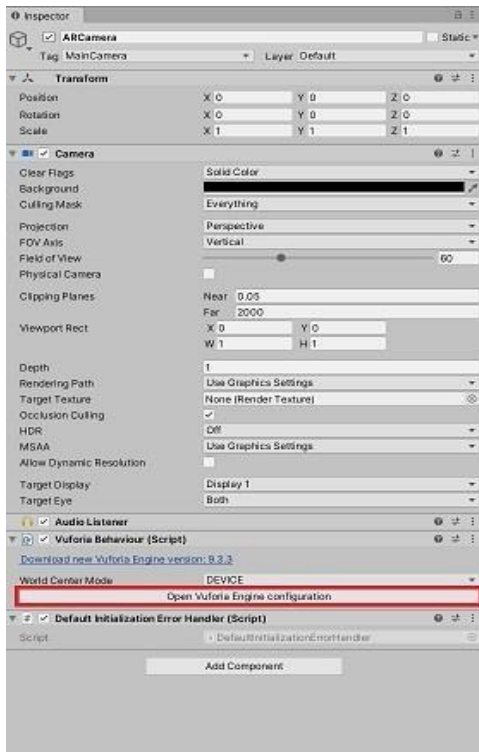 Inspector
ARCamera Static
Tag MainCamera Layer Default
Transform
Position X 0 Y 0 Z 0
Rotation X 0 Y 0 Z 0
Scale X 1 Y 1 Z 1
Camera
Clear Flags Solid Color
Background
Culling Mask Everything
Projection Perspective
FOV Axis Vertical
Field of View 60
Physical Camera
Clipping Planes Near 0.05
Far 2000
Viewport Rect X 0 Y 0
W 1 H 1
Depth 1
Rendering Path Use Graphics Settings
Target Texture None (Render Texture)
Occlusion Culling
HDR Off
MSAA Use Graphics Settings
Allow Dynamic Resolution
Target Display Display 1
Target Eye Both
Audio Listener
Vuforia Behaviour (Script)
Download new Vuforia Engine version: 9.3.3
World Center Mode DEVICE
Open Vuforia Engine configuration
# Default Initialization Error Handler (Script)
Script DefaultInitializationErrorHandler
Add Component